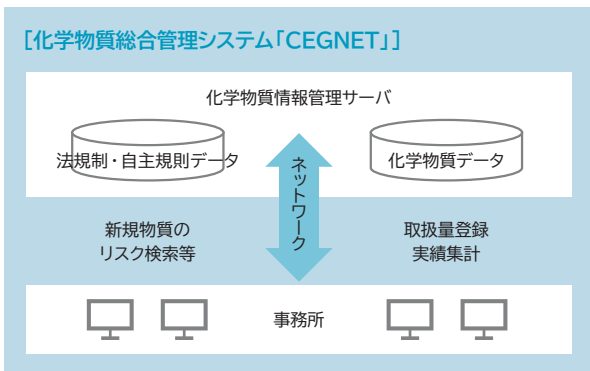 [化学物質総合管理システム「CEGNET」]
化学物質情報管理サーバ
法規制・自主規則データ
化学物質データ
ネットワーク
新規物質の
リスク検索等
取扱量登録
実績集計
事務所